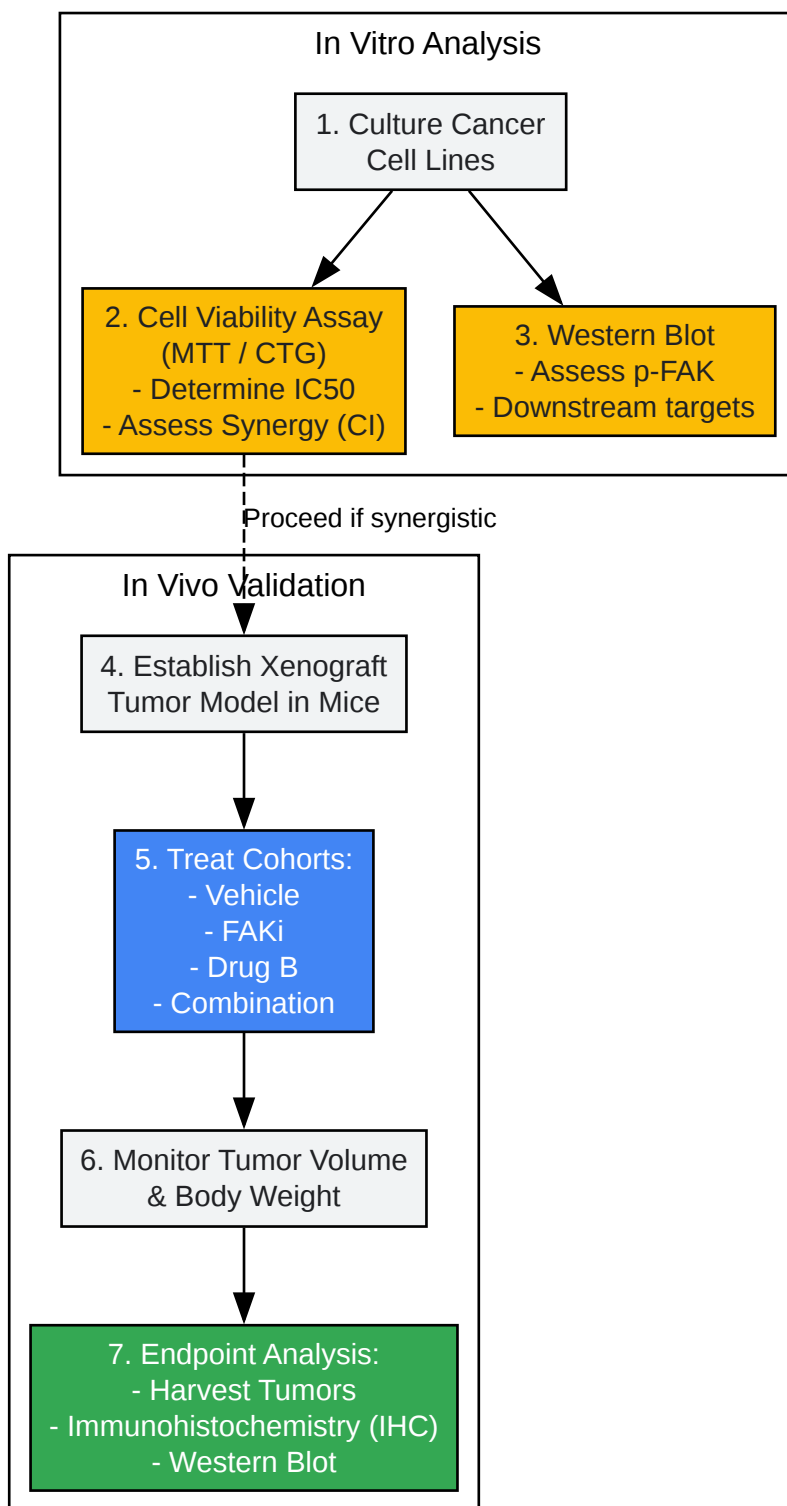 In Vitro Analysis
1. Culture Cancer
Cell Lines
2. Cell Viability Assay
(MTT / CTG)
- Determine IC50
- Assess Synergy (CI)
3. Western Blot
- Assess p-FAK
- Downstream targets
Proceed if synergistic
In Vivo Validation
4. Establish Xenograft
Tumor Model in Mice
5. Treat Cohorts:
- Vehicle
- FAKi
- Drug B
- Combination
6. Monitor Tumor Volume
& Body Weight
7. Endpoint Analysis:
- Harvest Tumors
- Immunohistochemistry (IHC)
- Western Blot